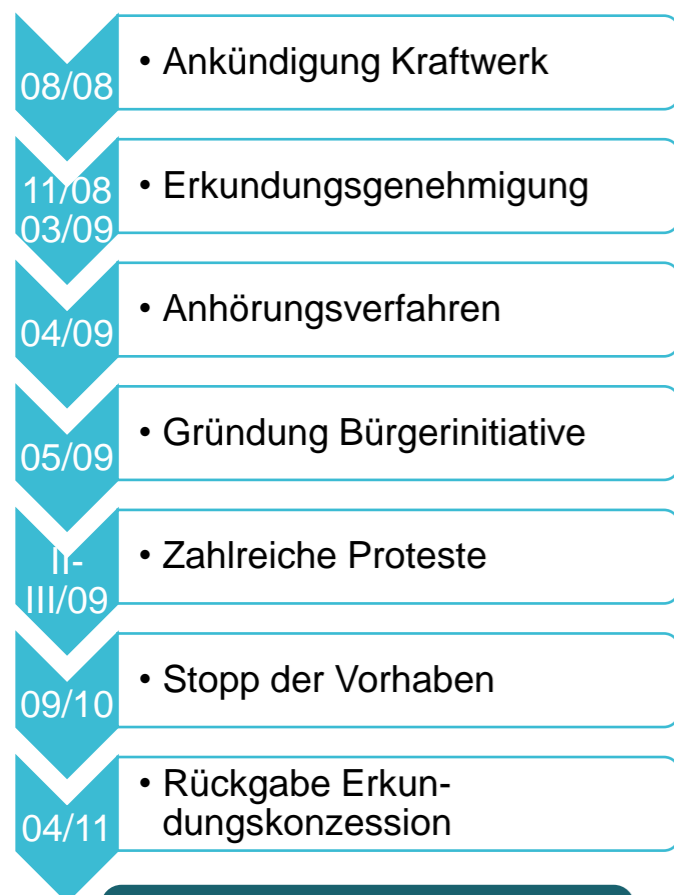 08/08
• Ankündigung Kraftwerk
11/08
03/09
• Erkundungsgenehmigung
04/09
• Anhörungsverfahren
05/09
• Gründung Bürgerinitiative
II-
III/09
• Zahlreiche Proteste
09/10
• Stopp der Vorhaben
04/11
• Rückgabe Erkun-
dungskonzession